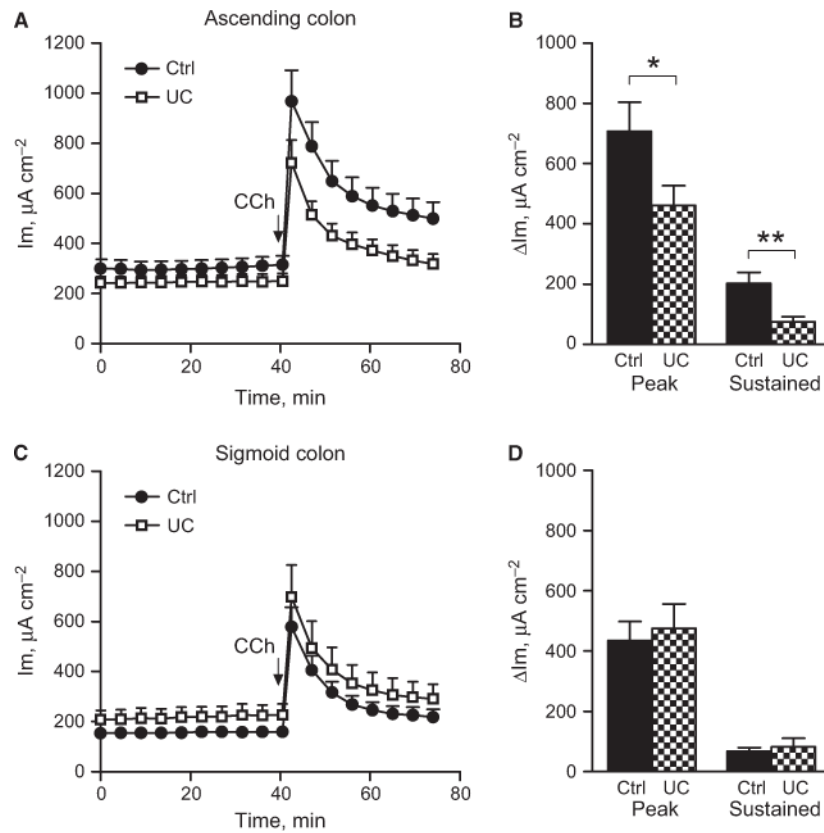 A
Ascending colon
1200
1000
800
600
400
200
0
Ctrl
UC
CCh
Im, µA cm⁻²
0 20 40 60 80
Time, min
B
1000
800
600
400
200
0
ΔIm, µA cm⁻²
*
**
Ctrl UC Ctrl UC
Peak Sustained
C
Sigmoid colon
1200
1000
800
600
400
200
0
Ctrl
UC
CCh
Im, µA cm⁻²
0 20 40 60 80
Time, min
D
1000
800
600
400
200
0
ΔIm, µA cm⁻²
Ctrl UC Ctrl UC
Peak Sustained